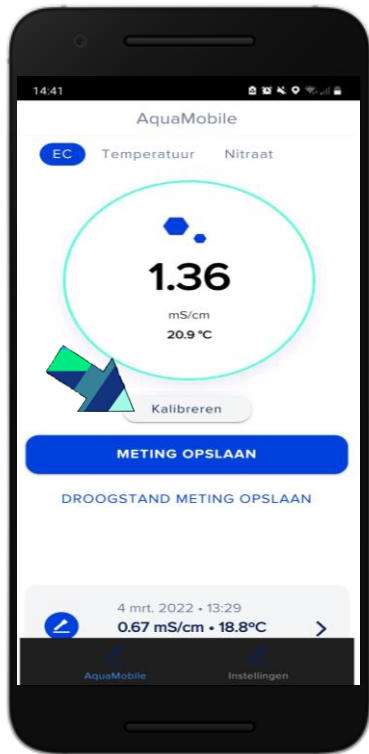 14:41
AquaMobile
EC Temperatuur Nitraat
1.36
mS/cm
20.9 °C
Kalibreren
METING OPSLAAN
DROOGSTAND METING OPSLAAN
4 mrt. 2022 • 13:29
0.67 mS/cm • 18.8°C
AquaMobile Instellingen